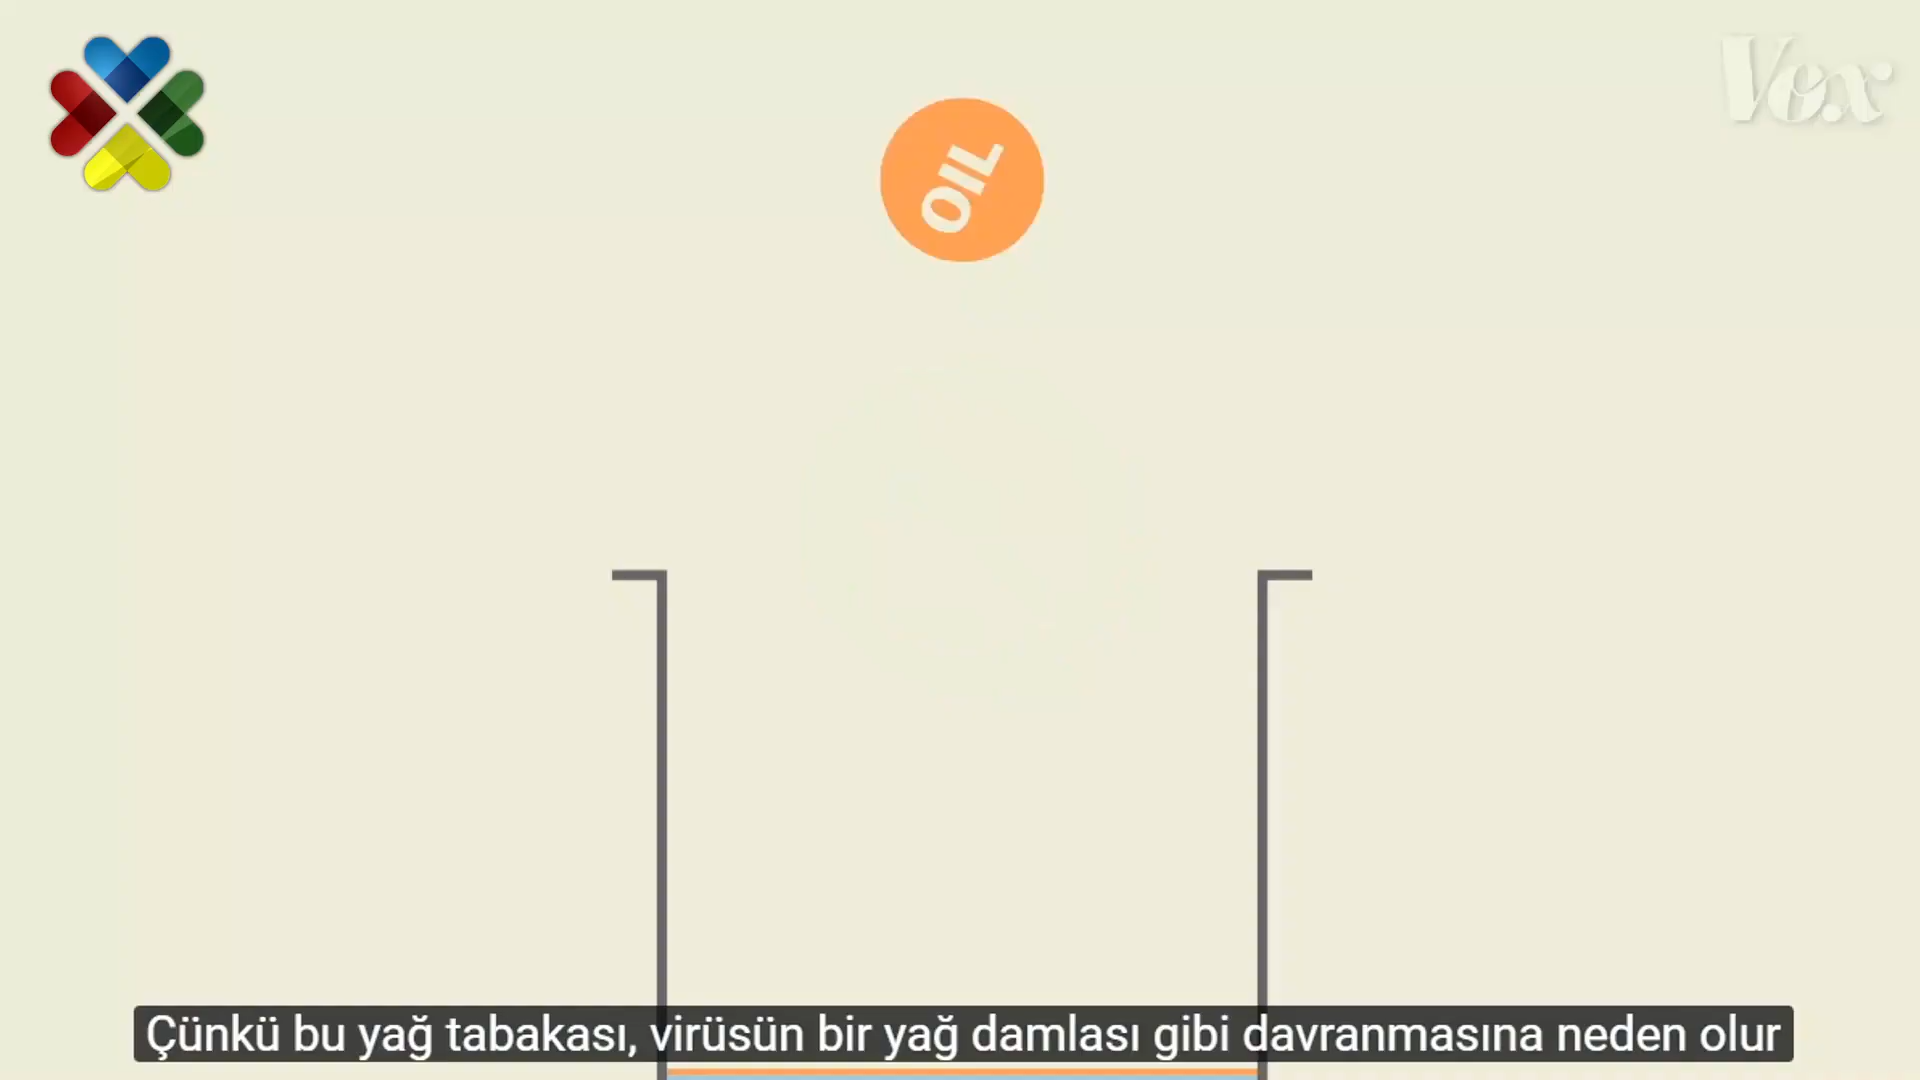 Vox
OIL
Çünkü bu yağ tabakası, virüsün bir yağ damlası gibi davranmasına neden olur